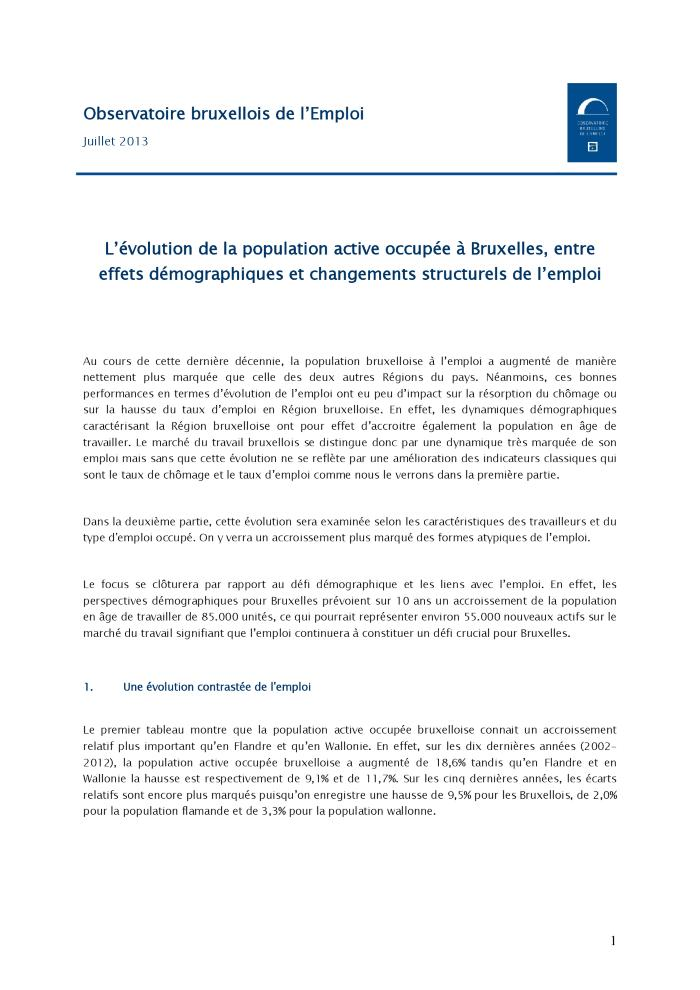 Observatoire bruxellois de l'Emploi
Juillet 2013
OBSERVATOIRE
BRUXELLOIS
DE L'EMPLOI
L'évolution de la population active occupée à Bruxelles, entre
effets démographiques et changements structurels de l'emploi
Au cours de cette dernière décennie, la population bruxelloise à l'emploi a augmenté de manière
nettement plus marquée que celle des deux autres Régions du pays. Néanmoins, ces bonnes
performances en termes d'évolution de l'emploi ont eu peu d'impact sur la résorption du chômage ou
sur la hausse du taux d'emploi en Région bruxelloise. En effet, les dynamiques démographiques
caractérisant la Région bruxelloise ont pour effet d'accroitre également la population en âge de
travailler. Le marché du travail bruxellois se distingue donc par une dynamique très marquée de son
emploi mais sans que cette évolution ne se reflète par une amélioration des indicateurs classiques qui
sont le taux de chômage et le taux d'emploi comme nous le verrons dans la première partie.
Dans la deuxième partie, cette évolution sera examinée selon les caractéristiques des travailleurs et du
type d'emploi occupé. On y verra un accroissement plus marqué des formes atypiques de l'emploi.
Le focus se clôturera par rapport au défi démographique et les liens avec l'emploi. En effet, les
perspectives démographiques pour Bruxelles prévoient sur 10 ans un accroissement de la population
en âge de travailler de 85.000 unités, ce qui pourrait représenter environ 55.000 nouveaux actifs sur le
marché du travail signifiant que l'emploi continuera à constituer un défi crucial pour Bruxelles.
1. Une évolution contrastée de l'emploi
Le premier tableau montre que la population active occupée bruxelloise connait un accroissement
relatif plus important qu'en Flandre et qu'en Wallonie. En effet, sur les dix dernières années (2002-
2012), la population active occupée bruxelloise a augmenté de 18,6% tandis qu'en Flandre et en
Wallonie la hausse est respectivement de 9,1% et de 11,7%. Sur les cinq dernières années, les écarts
relatifs sont encore plus marqués puisqu'on enregistre une hausse de 9,5% pour les Bruxellois, de 2,0%
pour la population flamande et de 3,3% pour la population wallonne.
1